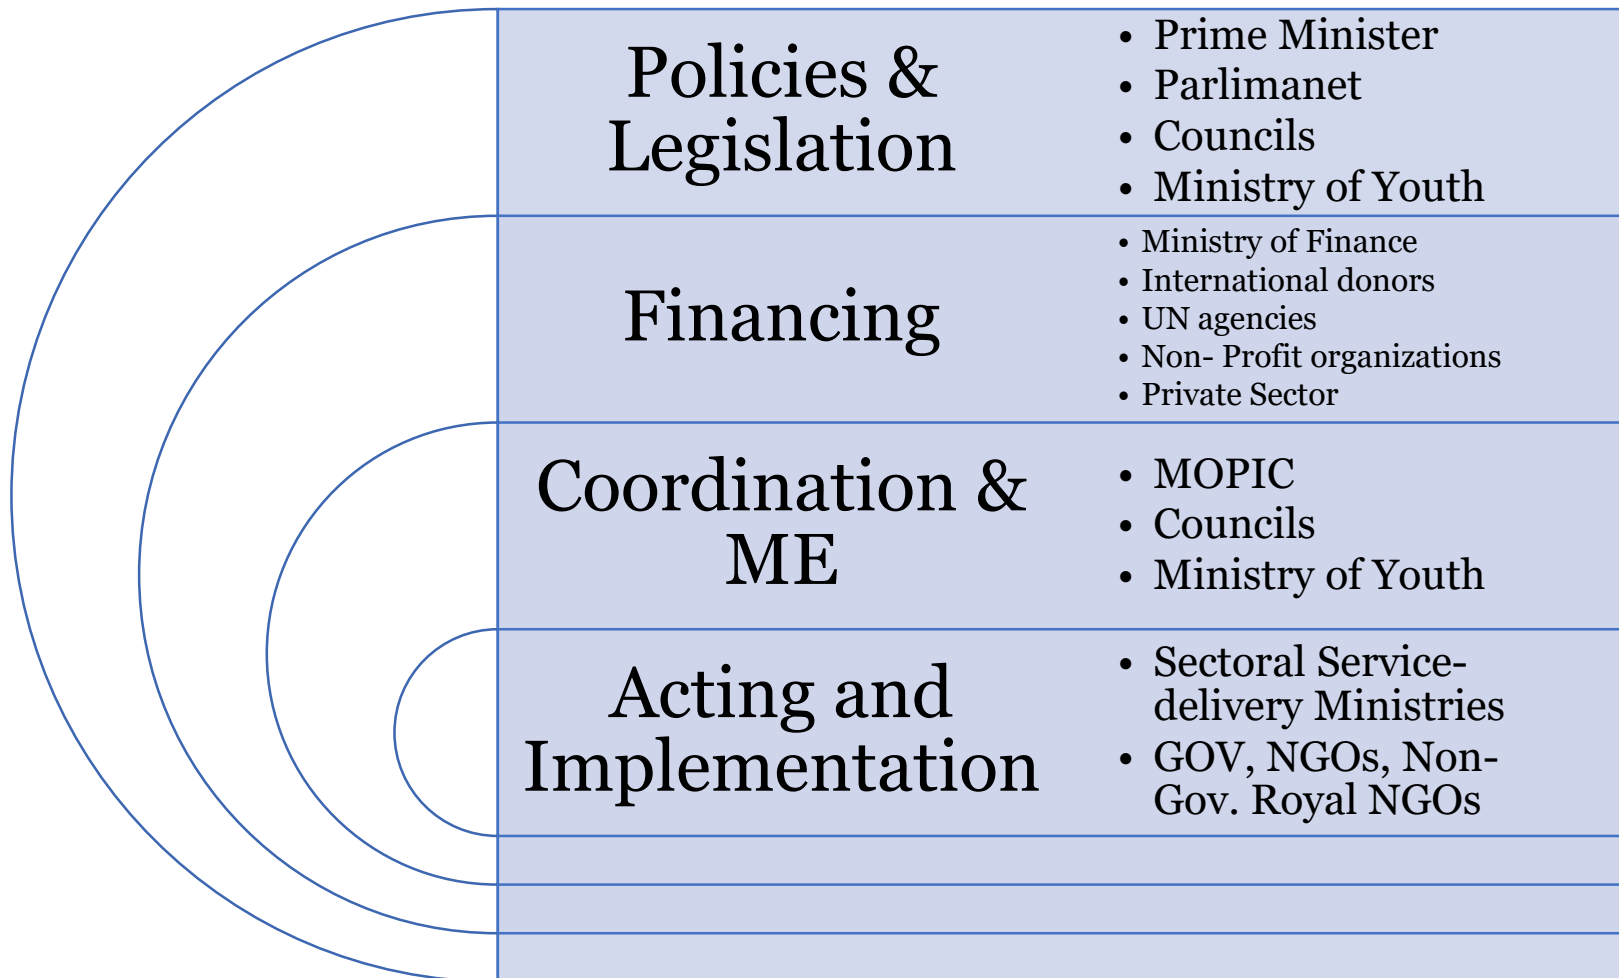 Policies &
Legislation
• Prime Minister
• Parlimanet
• Councils
• Ministry of Youth
Financing
• Ministry of Finance
• International donors
• UN agencies
• Non- Profit organizations
• Private Sector
Coordination &
ME
• MOPIC
• Councils
• Ministry of Youth
Acting and
Implementation
• Sectoral Service-
delivery Ministries
• GOV, NGOs, Non-
Gov. Royal NGOs